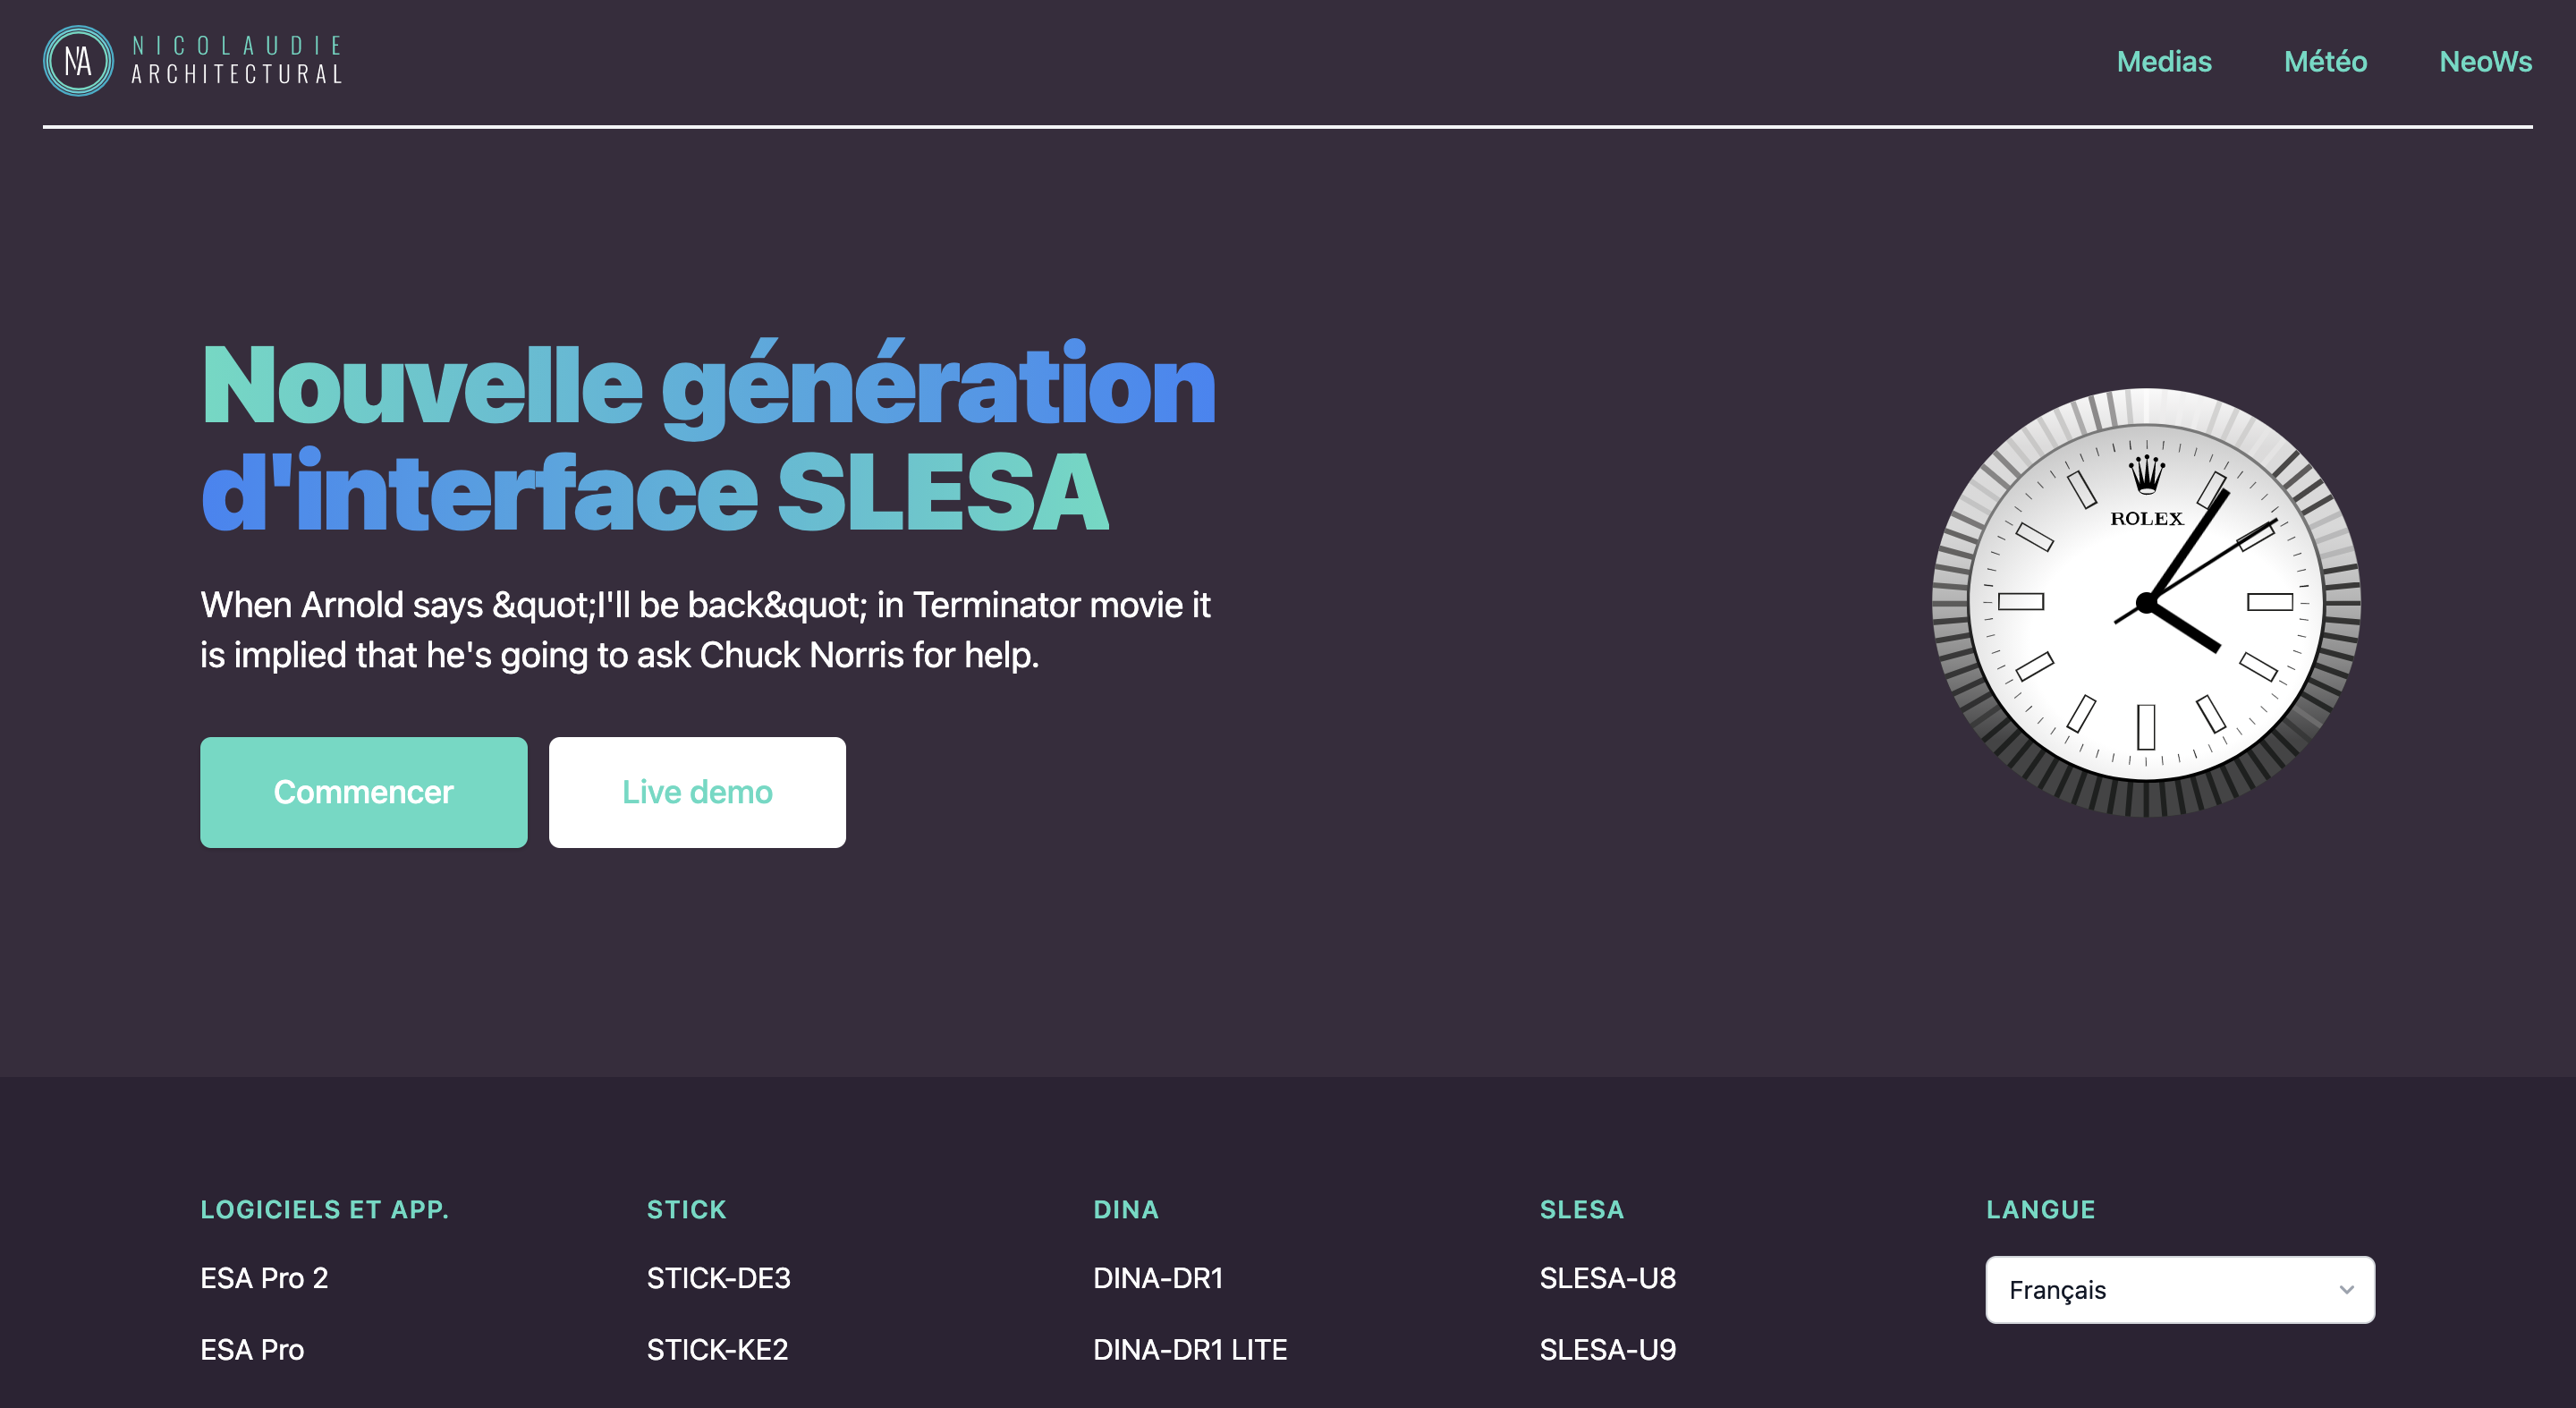 NICOLAUDIE
ARCHITECTURAL
Medias
Météo
NeoWs
Nouvelle génération
d'interface SLESA
When Arnold says &quot;I'll be back&quot; in Terminator movie it
is implied that he's going to ask Chuck Norris for help.
Commencer
Live demo
ROLEX
LOGICIELS ET APP.
ESA Pro 2
ESA Pro
STICK
STICK-DE3
STICK-KE2
DINA
DINA-DR1
DINA-DR1 LITE
SLESA
SLESA-U8
SLESA-U9
LANGUE
Français